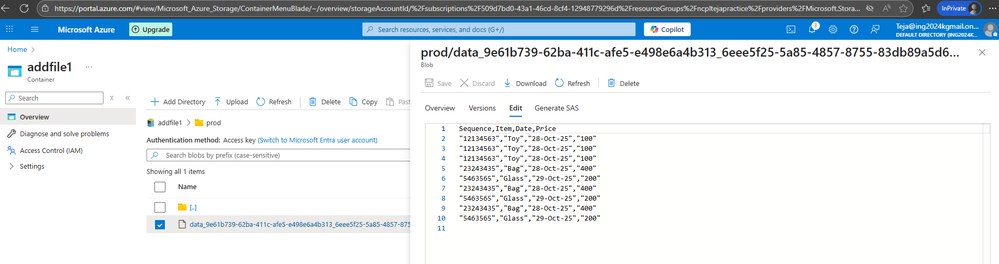 https://portal.azure.com/#view/Microsoft_Azure_Storage/ContainerMenuBlade/~/overview/storageAccountId/%2Fsubscriptions%2F509d7bd0-43a1-46cd-8cf4-12948779296d%2FresourceGroups%2Fncpltejapractice%2Fproviders%2FMicrosoft.Stora...
InPrivate
Microsoft Azure
Upgrade
Search resources, services, and docs (G+/)
Copilot
3
Teja@ing2024kgmail.on...
DEFAULT DIRECTORY (ING2024K...
Home >
addfile1
...
Container
Search
Overview
Diagnose and solve problems
Access Control (IAM)
Settings
Add Directory
Upload
Refresh
Delete
Copy
Past
addfile1 > prod
Authentication method: Access key (Switch to Microsoft Entra user account)
Search blobs by prefix (case-sensitive)
Showing all 1 items
Name
[..]
data_9e61b739-62ba-411c-afe5-e498e6a4b313_6eee5f25-5a85-4857-875
prod/data_9e61b739-62ba-411c-afe5-e498e6a4b313_6eee5f25-5a85-4857-8755-83db89a5d6...
Blob
Save
Discard
Download
Refresh
Delete
Overview
Versions
Edit
Generate SAS
1 Sequence,Item,Date,Price
2 "12134563","Toy","28-Oct-25","100"
3 "12134563","Toy","28-Oct-25","100"
4 "12134563","Toy","28-Oct-25","100"
5 "23243435","Bag","28-Oct-25","400"
6 "5463565","Glass","29-Oct-25","200"
7 "23243435","Bag","28-Oct-25","400"
8 "5463565","Glass","29-Oct-25","200"
9 "23243435","Bag","28-Oct-25","400"
10 "5463565","Glass","29-Oct-25","200"
11